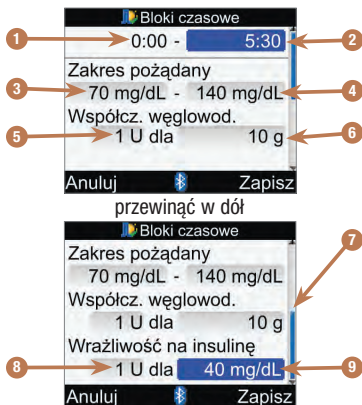 Bloki czasowe
1 0:00 - 5:30 2
Zakres pożądany
3 70 mg/dL - 140 mg/dL 4
Współcz. węglowod.
5 1 U dla 10 g 6
Anuluj Zapisz
przewinąć w dół
Bloki czasowe
Zakres pożądany
70 mg/dL - 140 mg/dL 7
Współcz. węglowod.
1 U dla 10 g
Wrażliwość na insulinę
8 1 U dla 40 mg/dL 9
Anuluj Zapisz